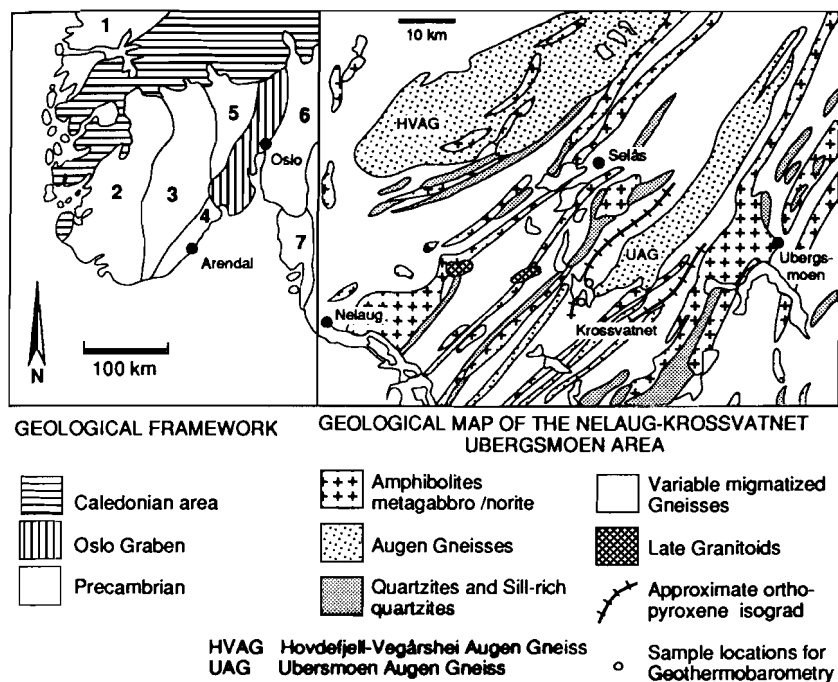 1
5
6
Oslo
2
3
4
7
Arendal
N
100 km
10 km
HVAG
Selås
UAG
Ubergs-
moen
Krossvatnet
Nelaug
GEOLOGICAL FRAMEWORK
Caledonian area
Oslo Graben
Precambrian
GEOLOGICAL MAP OF THE NELAUG-KROSSVATNET
UBERGSMOEN AREA
Amphibolites
metagabbro /norite
Augen Gneisses
Quartzites and Sill-rich
quartzites
Variable migmatized
Gneisses
Late Granitoids
Approximate ortho-
pyroxene isograd
Sample locations for
Geothermobarometry
HVAG Hovdefjell-Vegårshei Augen Gneiss
UAG Ubersmoen Augen Gneiss